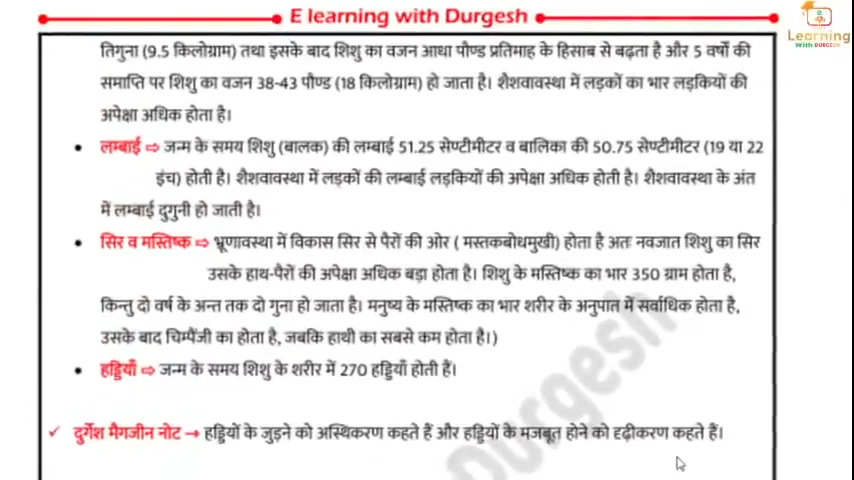 E learning with Durgesh
Learning
With DURGESH
तिगुना (9.5 किलोग्राम) तथा इसके बाद शिशु का वजन आधा पौण्ड प्रतिमाह के हिसाब से बढ़ता है और 5 वर्षों की
समाप्ति पर शिशु का वजन 38-43 पौण्ड (18 किलोग्राम) हो जाता है। शैशवावस्था में लड़कों का भार लड़कियों की
अपेक्षा अधिक होता है।
• लम्बाई ⇨ जन्म के समय शिशु (बालक) की लम्बाई 51.25 सेण्टीमीटर व बालिका की 50.75 सेण्टीमीटर (19 या 22
इंच) होती है। शैशवावस्था में लड़कों की लम्बाई लड़कियों की अपेक्षा अधिक होती है। शैशवावस्था के अंत
में लम्बाई दुगुनी हो जाती है।
• सिर व मस्तिष्क ⇨ भ्रूणावस्था में विकास सिर से पैरों की ओर ( मस्तकबोधमुखी) होता है अतः नवजात शिशु का सिर
उसके हाथ-पैरों की अपेक्षा अधिक बड़ा होता है। शिशु के मस्तिष्क का भार 350 ग्राम होता है,
किन्तु दो वर्ष के अन्त तक दो गुना हो जाता है। मनुष्य के मस्तिष्क का भार शरीर के अनुपात में सर्वाधिक होता है,
उसके बाद चिम्पैंजी का होता है, जबकि हाथी का सबसे कम होता है।)
• हड्डियाँ ⇨ जन्म के समय शिशु के शरीर में 270 हड्डियाँ होती हैं।
✓ दुर्गेश मैगजीन नोट → हड्डियों के जुड़ने को अस्थिकरण कहते हैं और हड्डियों के मजबूत होने को दृढ़ीकरण कहते हैं।
Durgesh